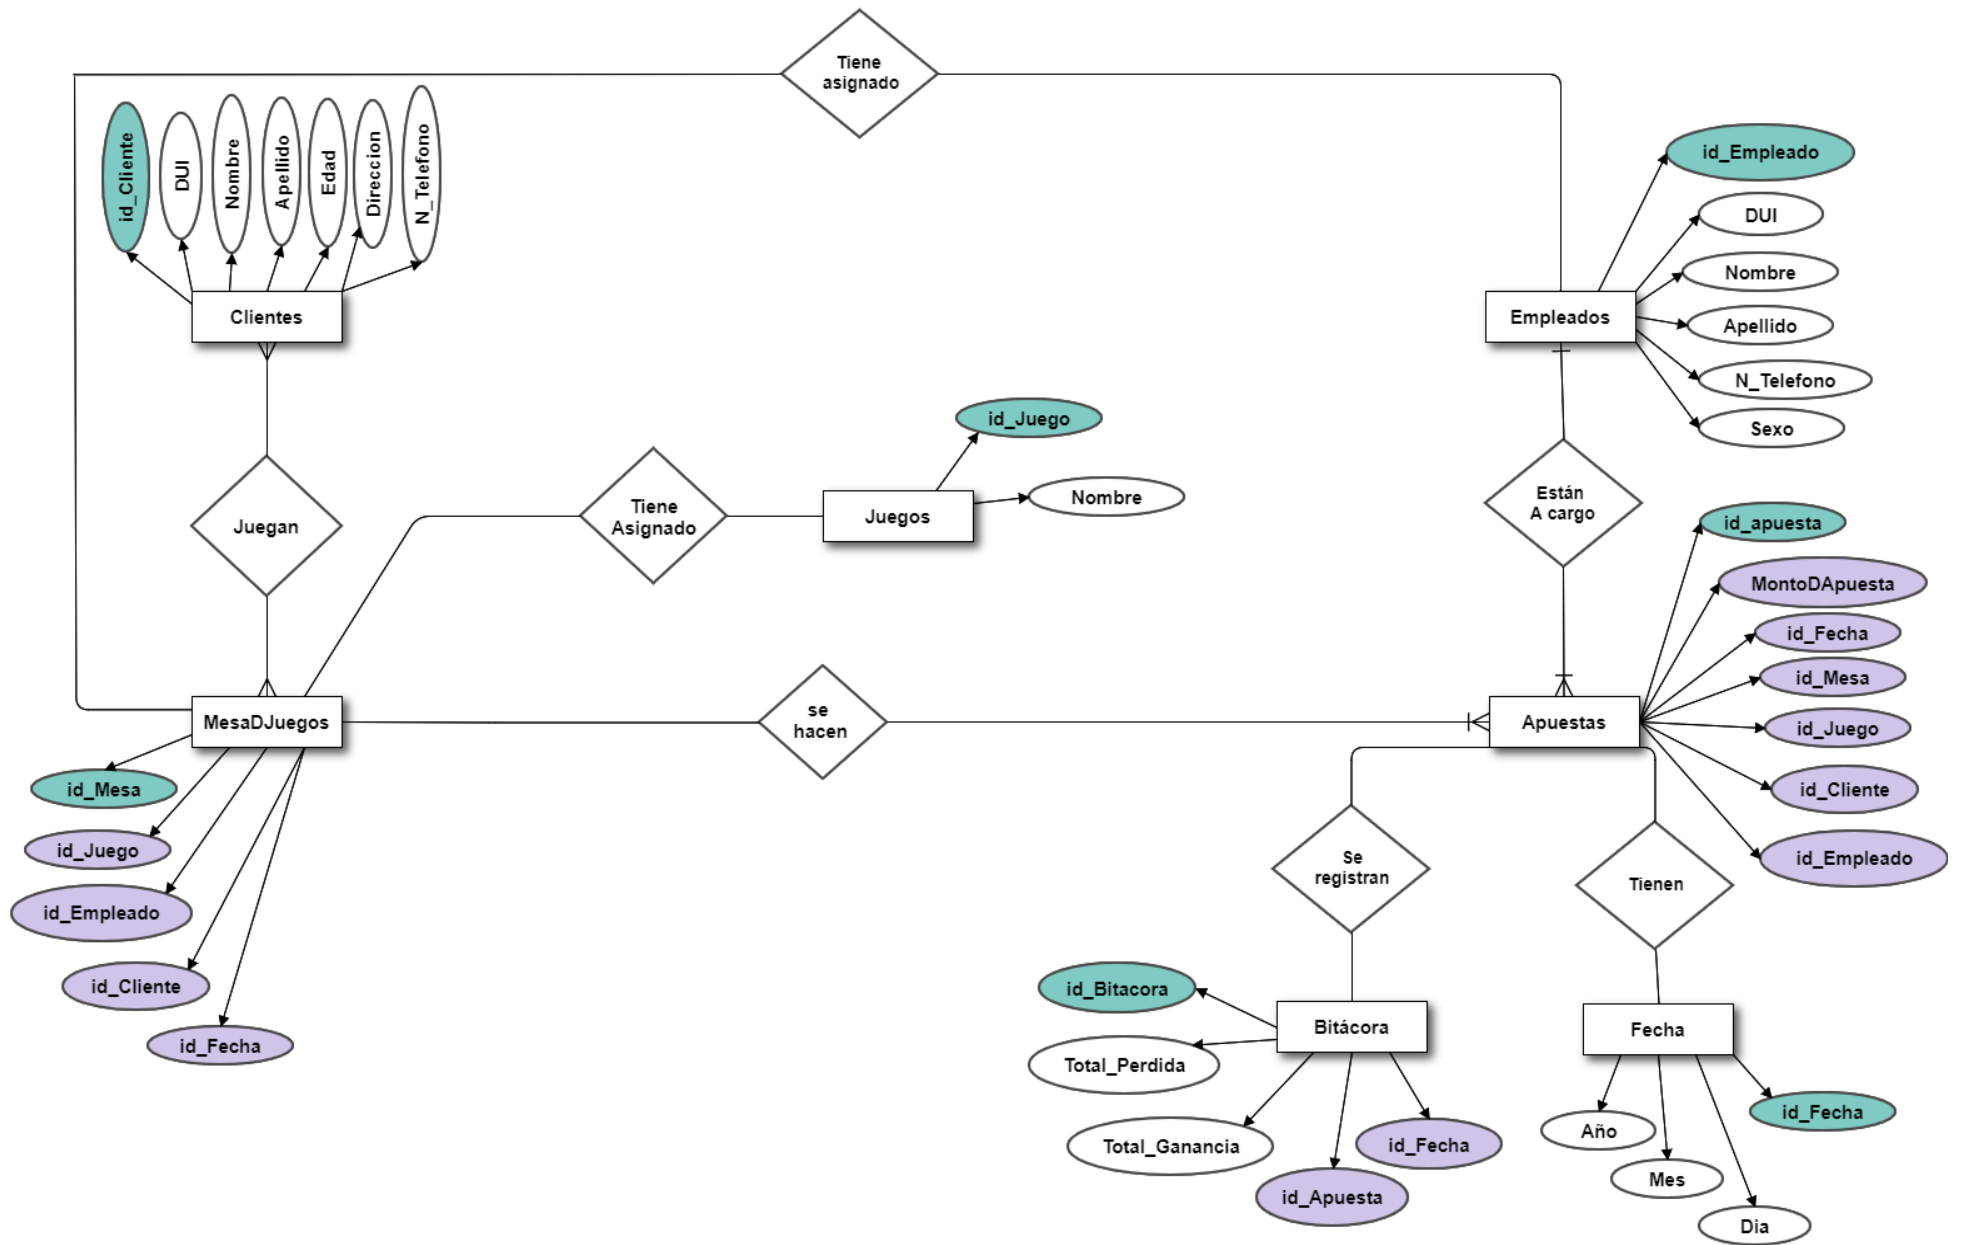 Tiene
asignado
id_Cliente
DUI
Nombre
Apellido
Edad
Direccion
N_Telefono
Clientes
id_Empleado
DUI
Nombre
Apellido
N_Telefono
Sexo
Empleados
Juegan
Tiene
Asignado
id_Juego
Nombre
Juegos
Están
A cargo
id_apuesta
MontoDApuesta
id_Fecha
id_Mesa
id_Juego
id_Cliente
id_Empleado
MesaDJuegos
se
hacen
Apuestas
id_Mesa
id_Juego
id_Empleado
id_Cliente
id_Fecha
Se
registran
Tienen
id_Bitacora
Total_Perdida
Total_Ganancia
id_Apuesta
id_Fecha
Bitácora
Fecha
id_Fecha
Año
Mes
Dia